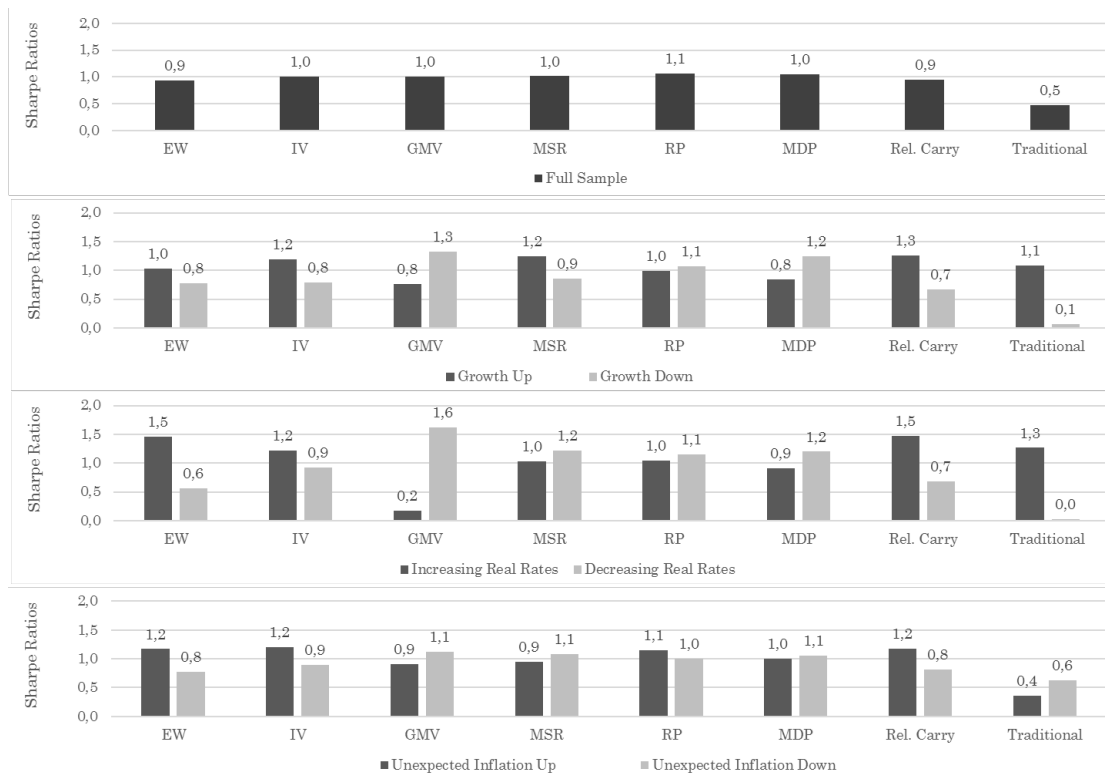 Sharpe Ratios
2,0
1,5
1,0
0,5
0,0
0,9 1,0 1,0 1,0 1,1 1,0 0,9 0,5
EW IV GMV MSR RP MDP Rel. Carry Traditional
Full Sample
Sharpe Ratios
2,0
1,5
1,0
0,5
0,0
1,0 0,8 1,2 0,8 0,8 1,3 1,2 0,9 1,0 1,1 0,8 1,2 1,3 0,7 1,1 0,1
EW IV GMV MSR RP MDP Rel. Carry Traditional
Growth Up Growth Down
Sharpe Ratios
2,0
1,5
1,0
0,5
0,0
1,5 0,6 1,2 0,9 0,2 1,6 1,0 1,2 1,0 1,1 0,9 1,2 1,5 0,7 1,3 0,0
EW IV GMV MSR RP MDP Rel. Carry Traditional
Increasing Real Rates Decreasing Real Rates
Sharpe Ratios
2,0
1,5
1,0
0,5
0,0
1,2 0,8 1,2 0,9 0,9 1,1 0,9 1,1 1,1 1,0 1,0 1,1 1,2 0,8 0,4 0,6
EW IV GMV MSR RP MDP Rel. Carry Traditional
Unexpected Inflation Up Unexpected Inflation Down